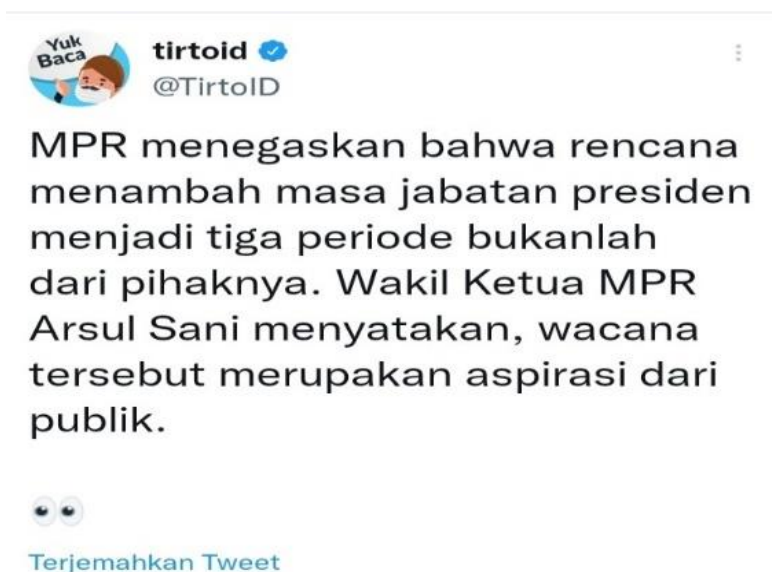 Yuk
Baca
tirtoid
@TirtoID
MPR menegaskan bahwa rencana
menambah masa jabatan presiden
menjadi tiga periode bukanlah
dari pihaknya. Wakil Ketua MPR
Arsul Sani menyatakan, wacana
tersebut merupakan aspirasi dari
publik.
👀
Terjemahkan Tweet